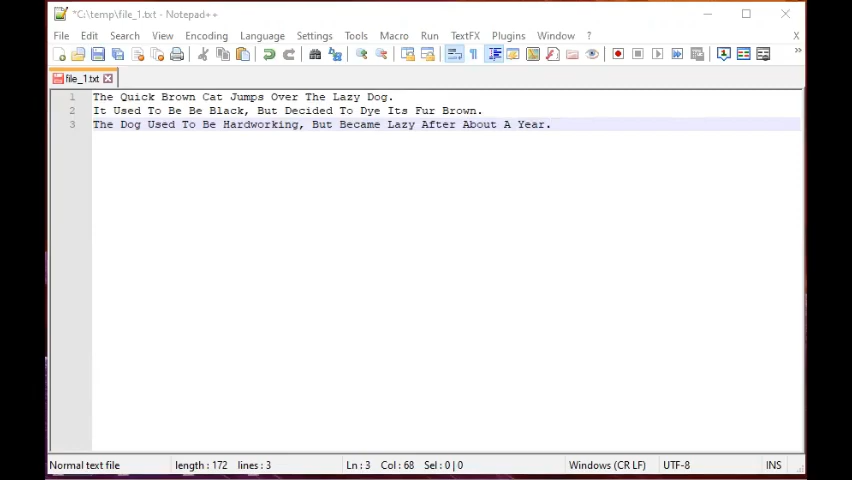 *C:\temp\file_1.txt - Notepad++
File Edit Search View Encoding Language Settings Tools Macro Run TextFX Plugins Window ? X
file_1.txt
1 The Quick Brown Cat Jumps Over The Lazy Dog.
2 It Used To Be Be Black, But Decided To Dye Its Fur Brown.
3 The Dog Used To Be Hardworking, But Became Lazy After About A Year.
Normal text file length : 172 lines : 3 Ln : 3 Col : 68 Sel : 0 | 0 Windows (CR LF) UTF-8 INS